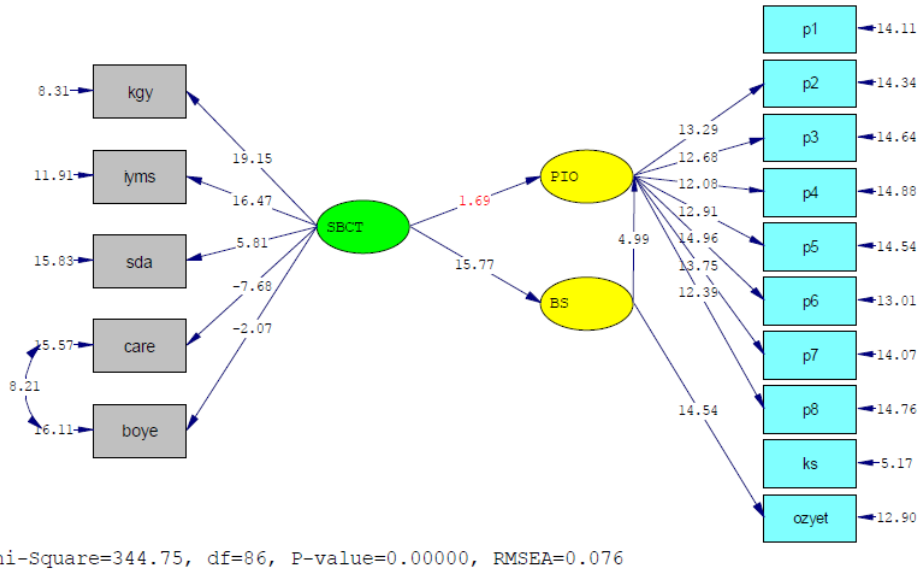 p1
14.11
8.31
kgy
p2
14.34
13.29
19.15
p3
14.64
12.68
11.91
iyms
16.47
PIO
12.08
p4
14.88
1.69
12.91
SBCT
5.81
4.99
14.96
p5
14.54
15.83
sda
15.77
13.75
-7.68
12.39
p6
13.01
BS
-2.07
15.57
care
p7
14.07
8.21
14.54
p8
14.76
16.11
boye
ks
5.17
ozyet
12.90
hi-Square=344.75, df=86, P-value=0.00000, RMSEA=0.076